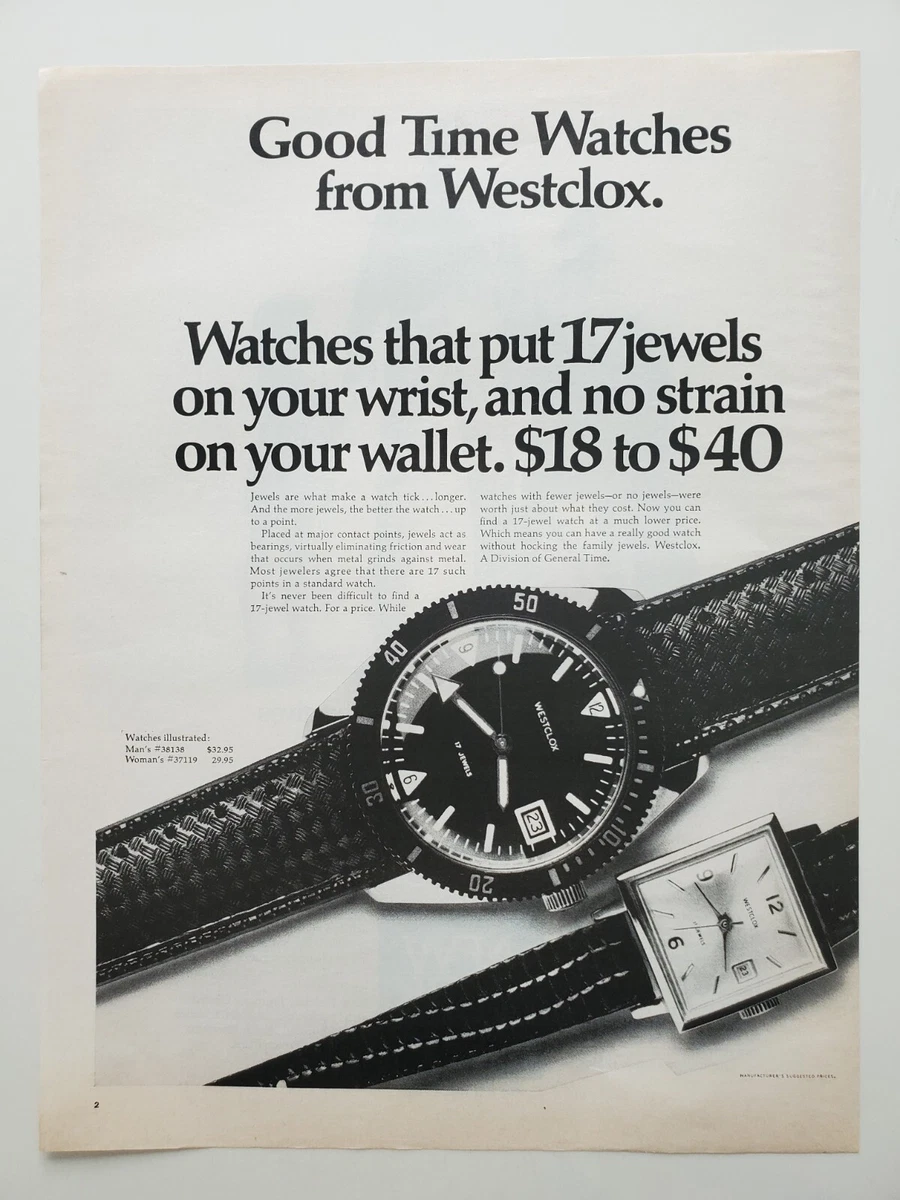 Good Time Watches
from Westclox.
Watches that put 17 jewels
on your wrist, and no strain
on your wallet. $18 to $40
Jewels are what make a watch tick...longer.
And the more jewels, the better the watch...up
to a point.
Placed at major contact points, jewels act as
bearings, virtually eliminating friction and wear
that occurs when metal grinds against metal.
Most jewelers agree that there are 17 such
points in a standard watch.
It's never been difficult to find a
17-jewel watch. For a price. While
watches with fewer jewels—or no jewels—were
worth just about what they cost. Now you can
find a 17-jewel watch at a much lower price.
Which means you can have a really good watch
without hocking the family jewels. Westclox.
A Division of General Time.
Watches illustrated:
Man's #38138 $32.95
Woman's #37119 29.95
50
40
30
20
10
9
12
6
WESTCLOX
17 JEWELS
23
9
12
6
WESTCLOX
JEWELS
23
MANUFACTURER'S SUGGESTED PRICES.
2